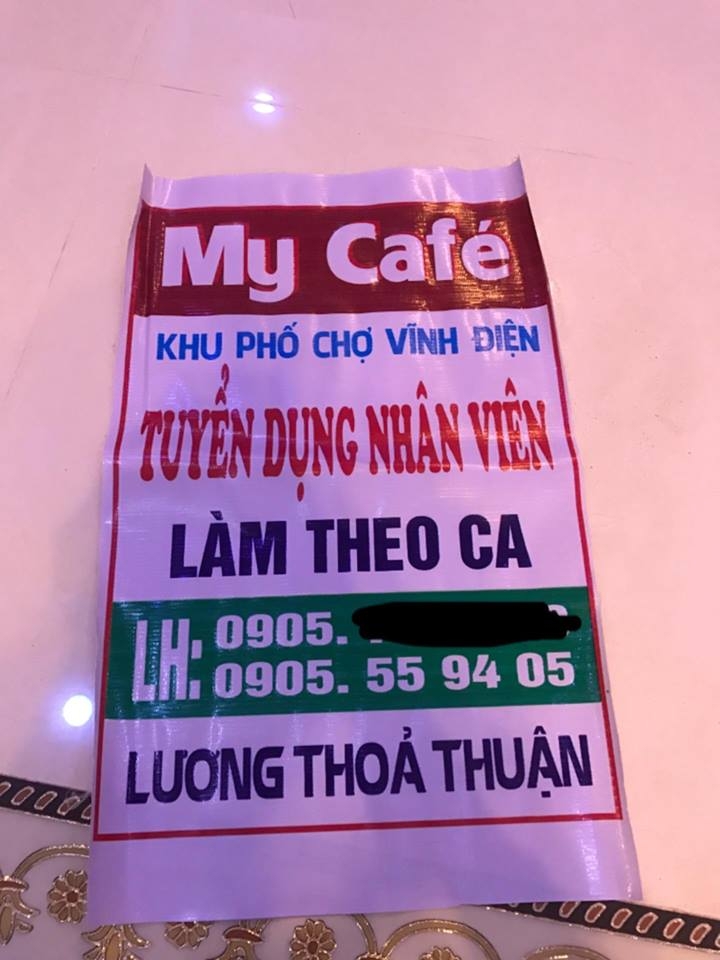 My Café
KHU PHỐ CHỢ VĨNH ĐIỆN
TUYỂN DỤNG NHÂN VIÊN
LÀM THEO CA
LH: 0905.
0905. 55 94 05
LƯƠNG THOẢ THUẬN